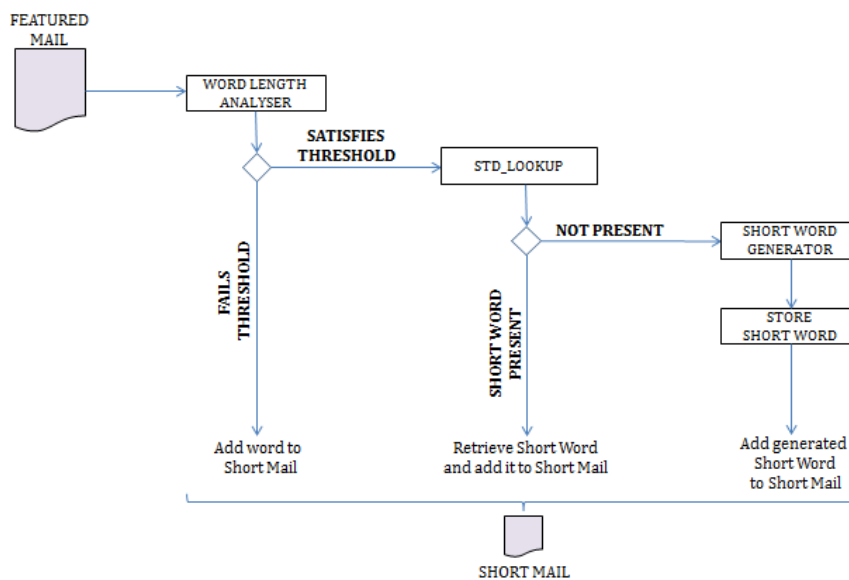 FEATURED
MAIL
WORD LENGTH
ANALYSER
SATISFIES
THRESHOLD
STD_LOOKUP
NOT PRESENT
SHORT WORD
GENERATOR
FAILS
THRESHOLD
SHORT WORD
PRESENT
STORE
SHORT WORD
Add word to
Short Mail
Retrieve Short Word
and add it to Short Mail
Add generated
Short Word
to Short Mail
SHORT MAIL